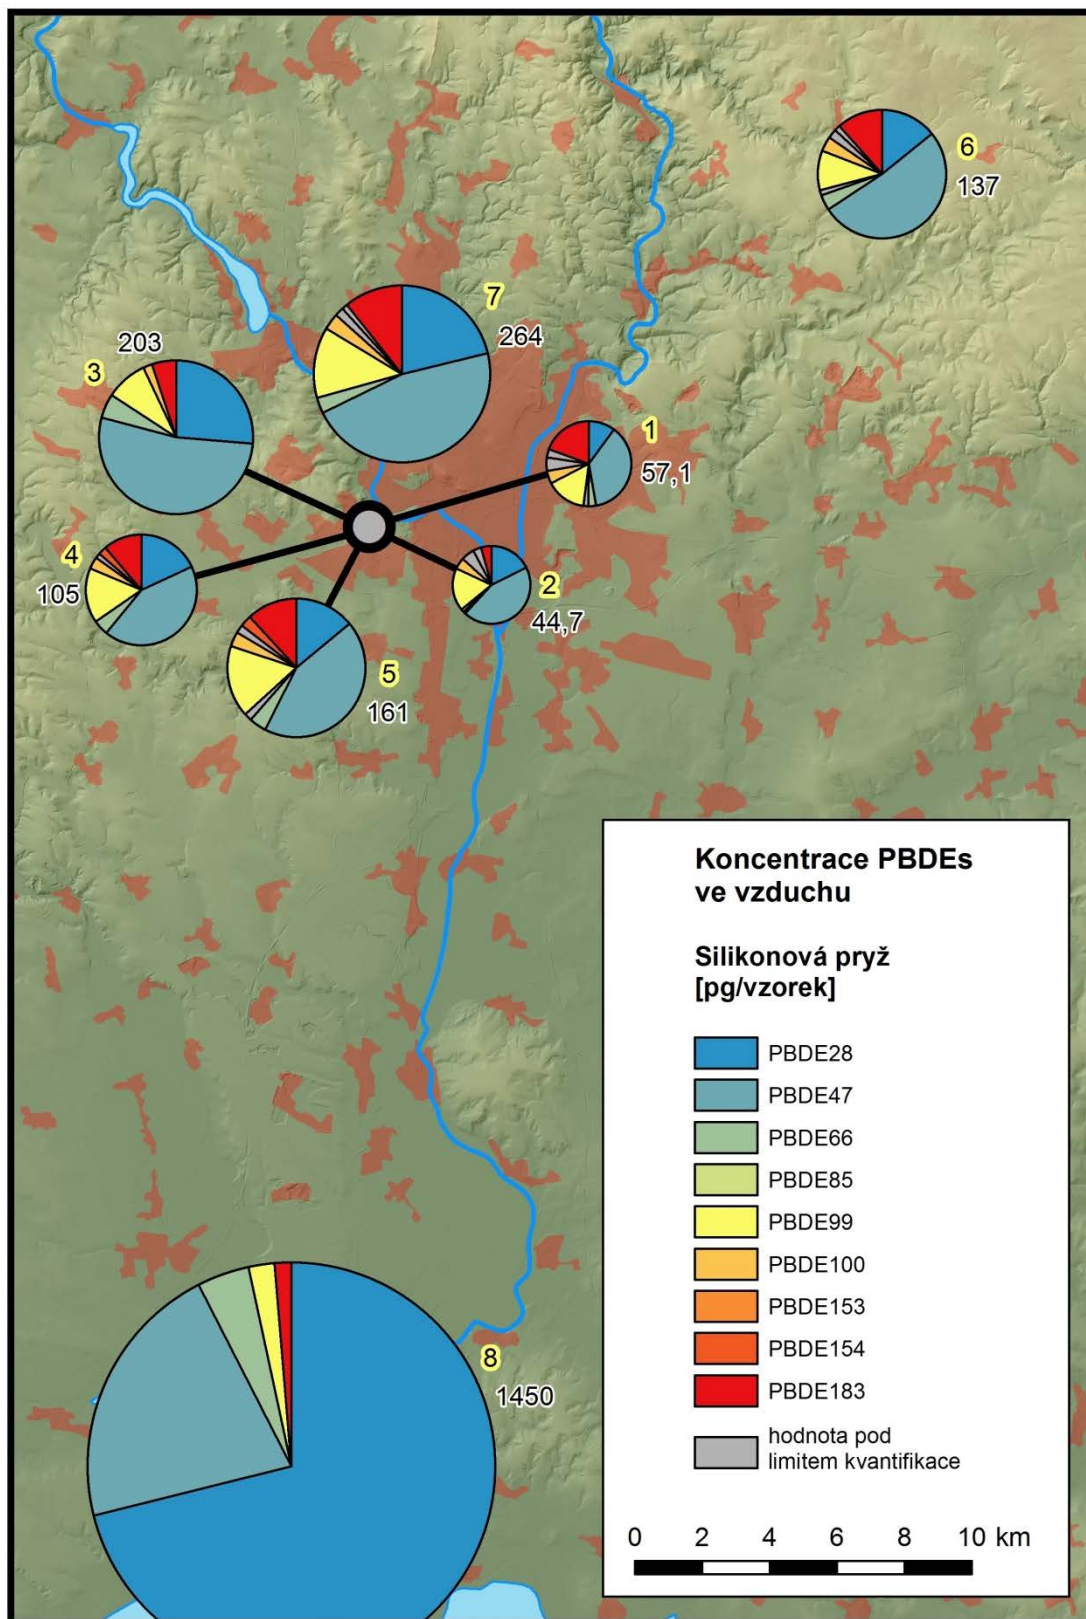 6
137
7
264
203
3
1
57,1
4
105
2
44,7
5
161
8
1450
Koncentrace PBDEs
ve vzduchu
Silikonová pryž
[pg/vzorek]
PBDE28
PBDE47
PBDE66
PBDE85
PBDE99
PBDE100
PBDE153
PBDE154
PBDE183
hodnota pod
limitem kvantifikace
0 2 4 6 8 10 km